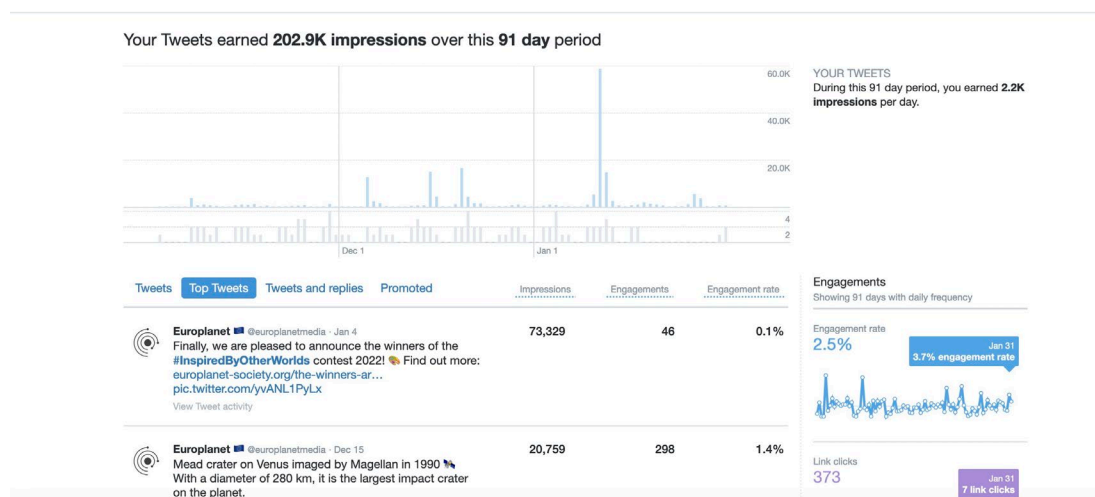 Your Tweets earned 202.9K impressions over this 91 day period
60.0K
40.0K
20.0K
4
2
Dec 1
Jan 1
YOUR TWEETS
During this 91 day period, you earned 2.2K
impressions per day.
Tweets Top Tweets Tweets and replies Promoted Impressions Engagements Engagement rate
Europlanet @europlanetmedia · Jan 4 73,329 46 0.1%
Finally, we are pleased to announce the winners of the
#InspiredByOtherWorlds contest 2022! 🎨 Find out more:
europlanet-society.org/the-winners-ar…
pic.twitter.com/yvANL1PyLx
View Tweet activity
Europlanet @europlanetmedia · Dec 15 20,759 298 1.4%
Mead crater on Venus imaged by Magellan in 1990 🛰
With a diameter of 280 km, it is the largest impact crater
on the planet.
Engagements
Showing 91 days with daily frequency
Engagement rate
2.5%
Jan 31
3.7% engagement rate
Link clicks
373
Jan 31
7 link clicks